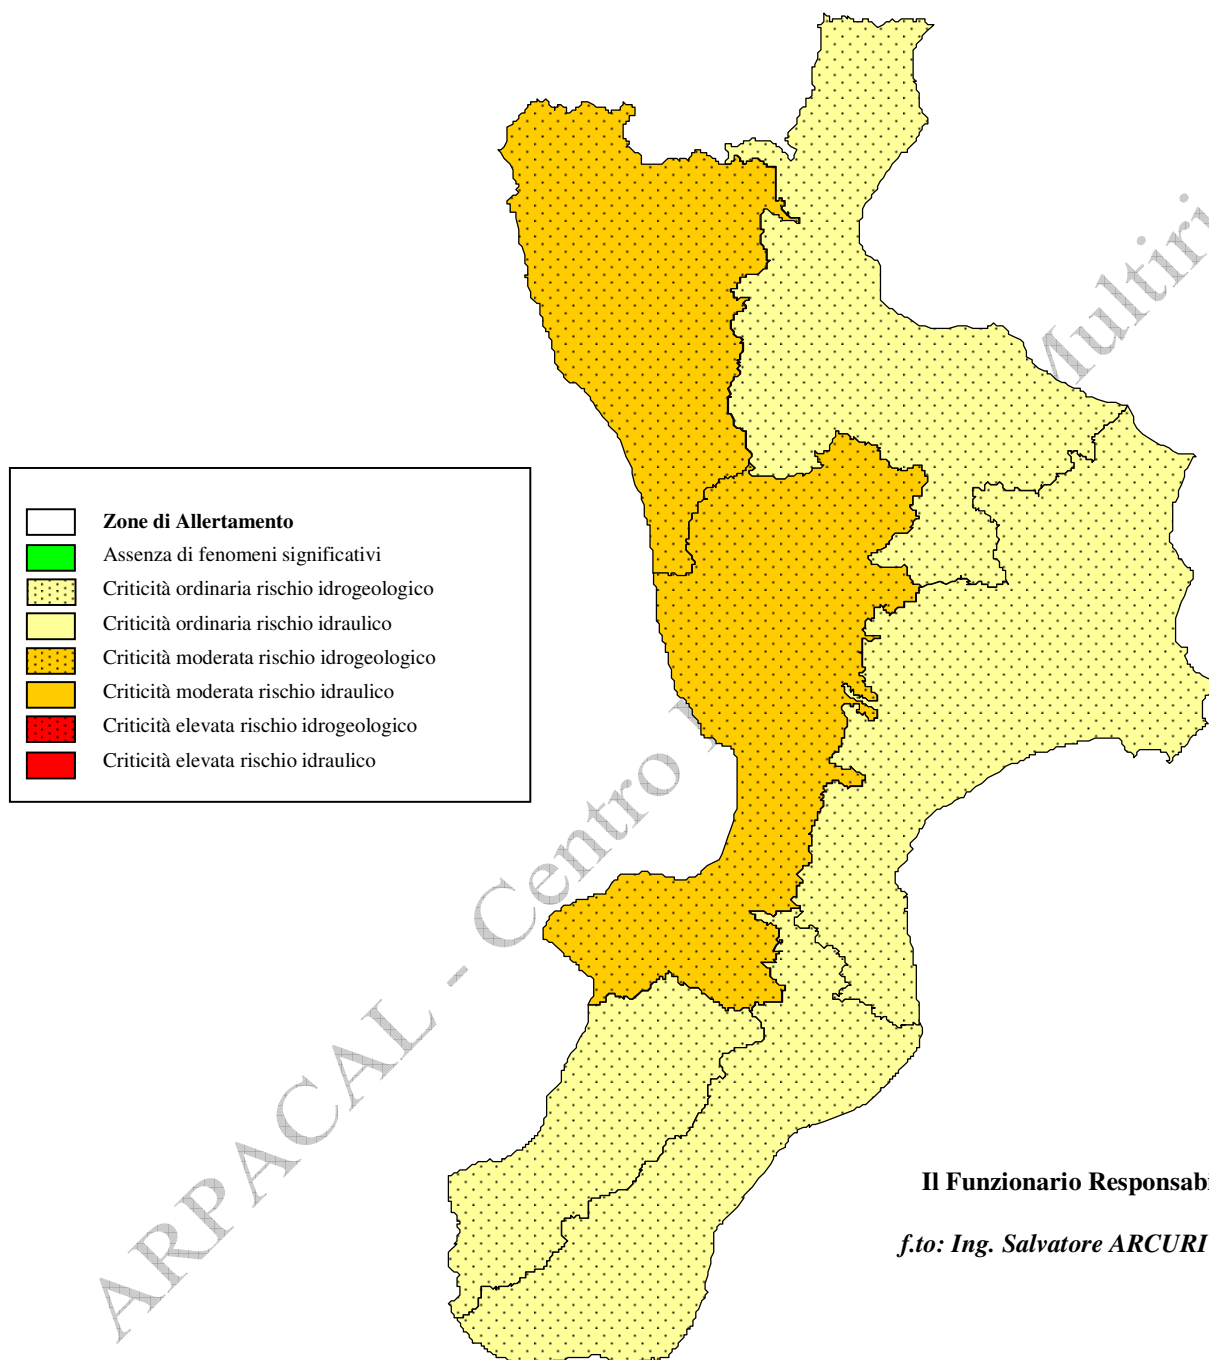 Zone di Allertamento
Assenza di fenomeni significativi
Criticità ordinaria rischio idrogeologico
Criticità ordinaria rischio idraulico
Criticità moderata rischio idrogeologico
Criticità moderata rischio idraulico
Criticità elevata rischio idrogeologico
Criticità elevata rischio idraulico
ARPACAL - Centro
Il Funzionario
f.to: Ing. Salvatore ARCURI